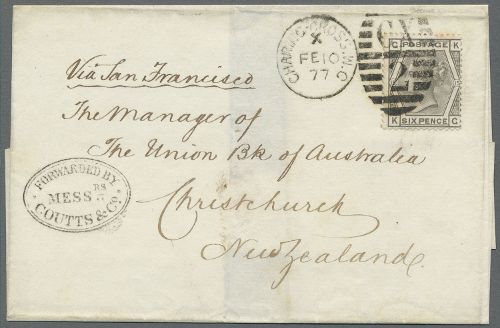 CHARING CROSS. W.C
X
FE 10
77
C POSTAGE K
K SIX PENCE C
Via San Francisco
The Manager of
The Union Bk of Australia
Christchurch
New Zealand.
FORWARDED BY
MESSRS
COUTTS & Co.